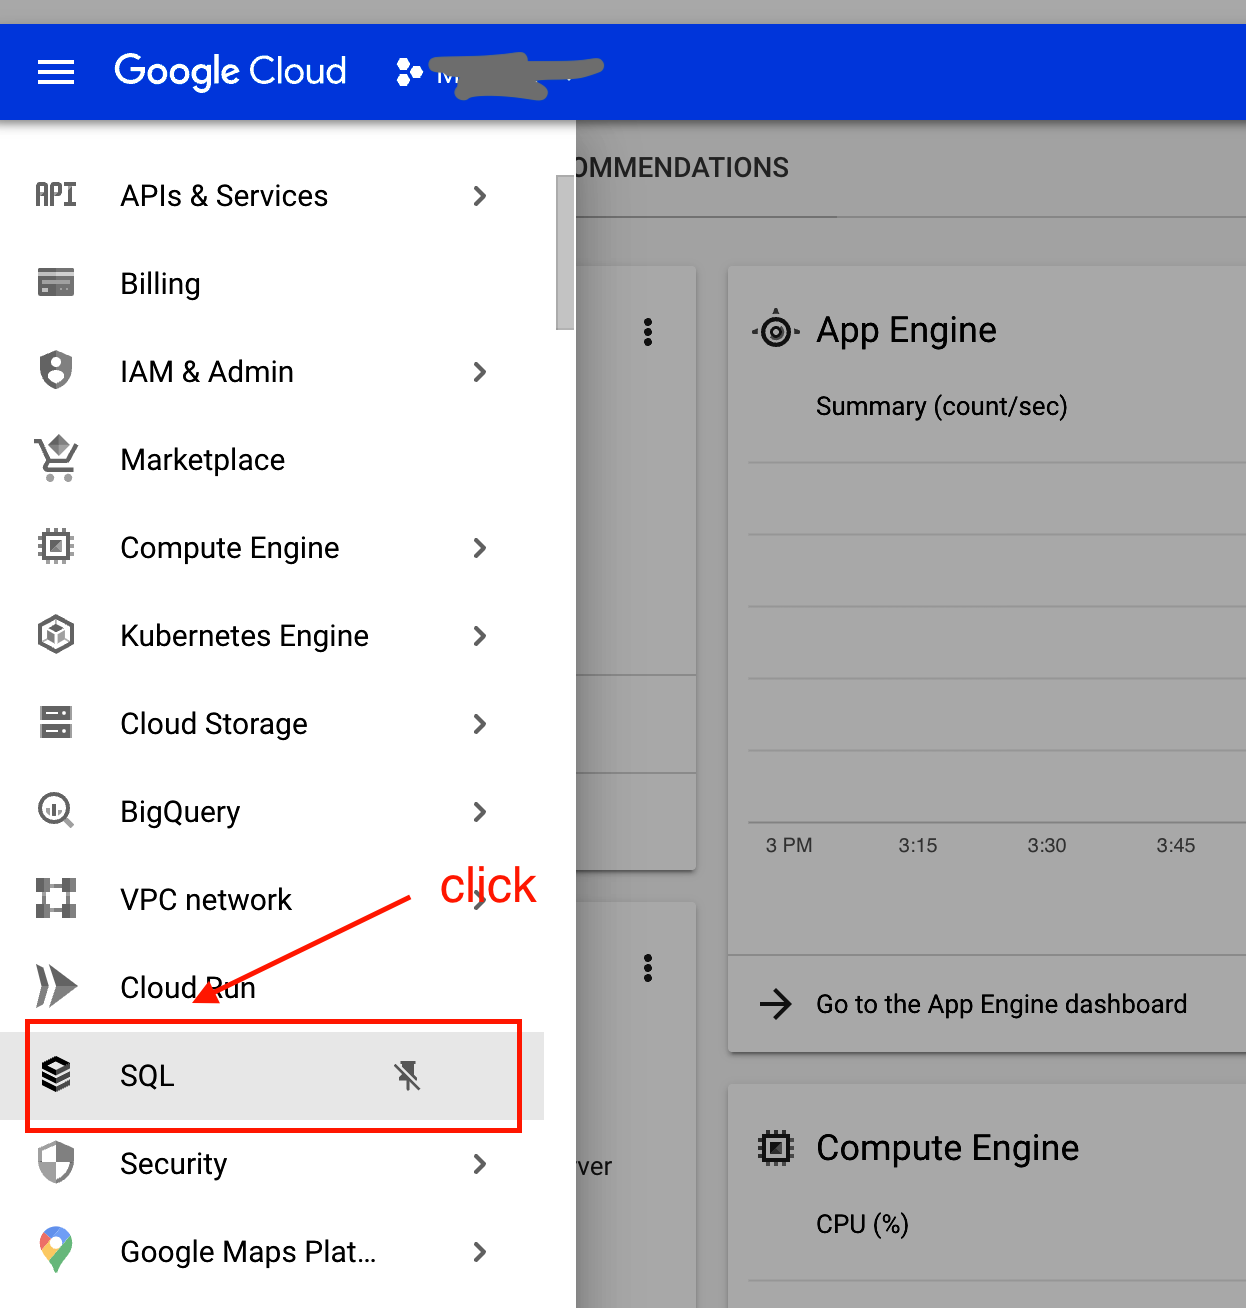 Google Cloud
OMMENDATIONS
API APIs & Services
Billing
IAM & Admin
Marketplace
Compute Engine
Kubernetes Engine
Cloud Storage
BigQuery
VPC network
click
Cloud Run
SQL
Security
Google Maps Plat...
App Engine
Summary (count/sec)
3 PM 3:15 3:30 3:45
Go to the App Engine dashboard
ver
Compute Engine
CPU (%)